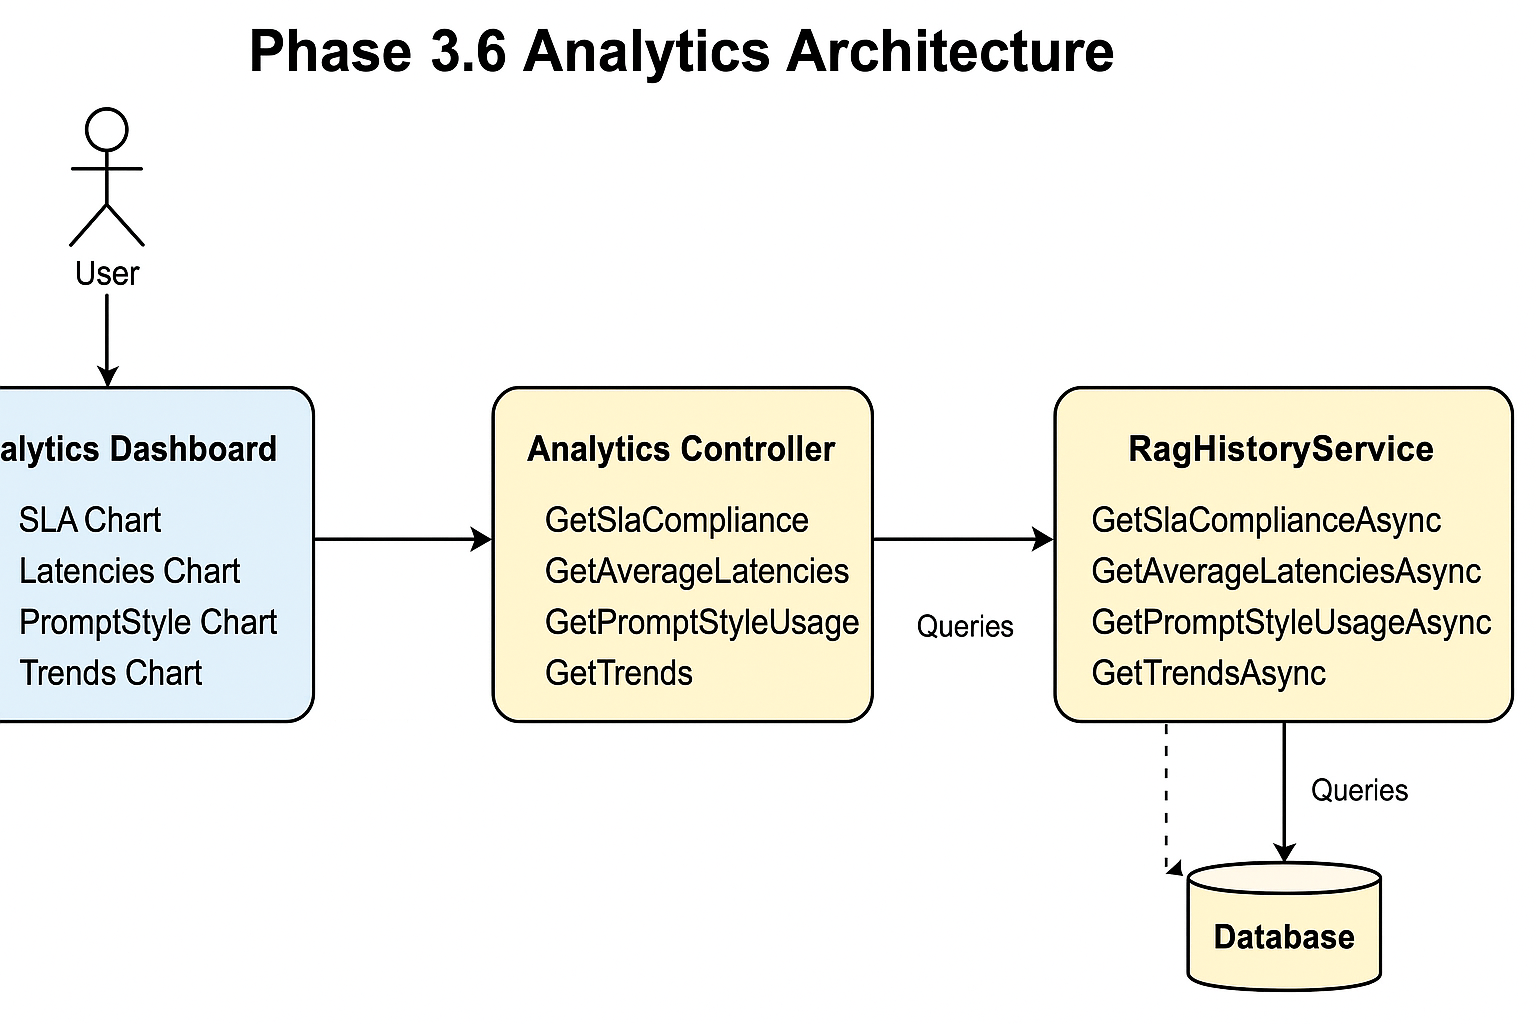 Phase 3.6 Analytics Architecture
User
alytics Dashboard
SLA Chart
Latencies Chart
PromptStyle Chart
Trends Chart
Analytics Controller
GetSlaCompliance
GetAverageLatencies
GetPromptStyleUsage
GetTrends
Queries
RagHistoryService
GetSlaComplianceAsync
GetAverageLatenciesAsync
GetPromptStyleUsageAsync
GetTrendsAsync
Queries
Database